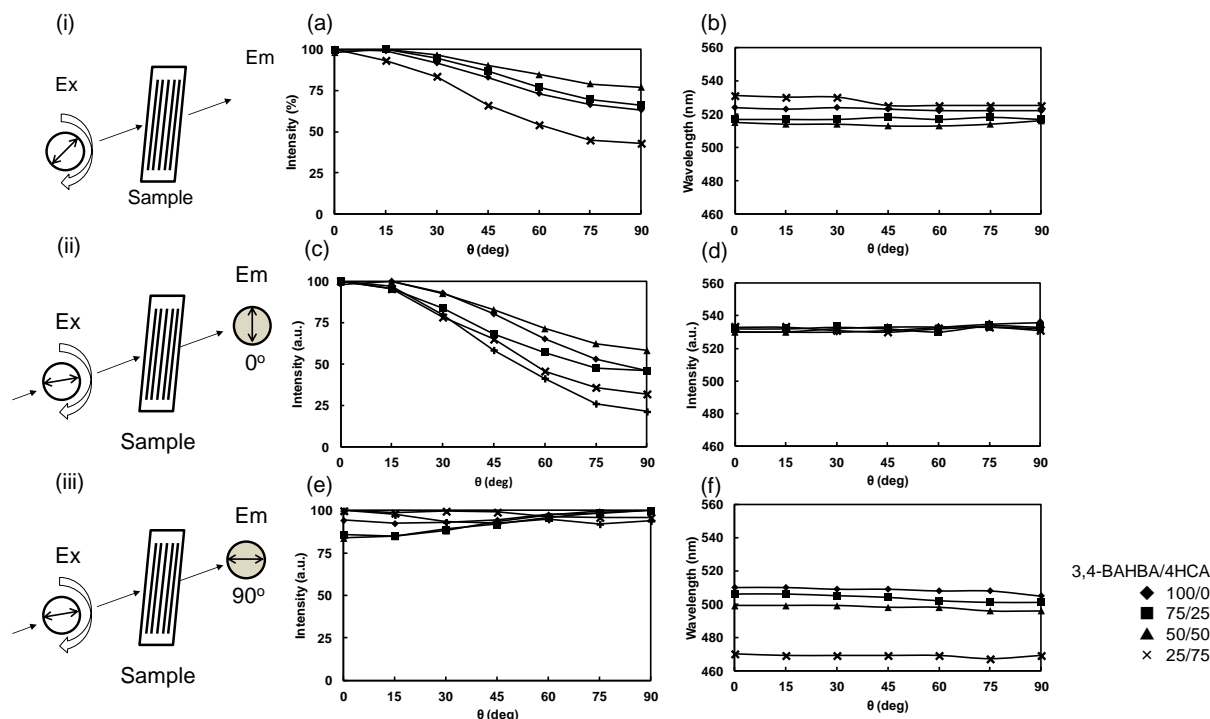 (i)
Ex
Em
Sample
(a)
100
75
50
25
0
Intensity (%)
0 15 30 45 60 75 90
θ (deg)
(b)
560
540
520
500
480
460
Wavelength (nm)
0 15 30 45 60 75 90
θ (deg)
(ii)
Ex
Em
0°
Sample
(c)
100
75
50
25
0
Intensity (a.u.)
0 15 30 45 60 75 90
θ (deg)
(d)
560
540
520
500
480
460
Intensity (a.u.)
0 15 30 45 60 75 90
θ (deg)
(iii)
Ex
Em
90°
Sample
(e)
100
75
50
25
0
Intensity (a.u.)
0 15 30 45 60 75 90
θ (deg)
(f)
560
540
520
500
480
460
Wavelength (nm)
0 15 30 45 60 75 90
θ (deg)
3,4-BAHBA/4HCA
100/0
75/25
50/50
25/75